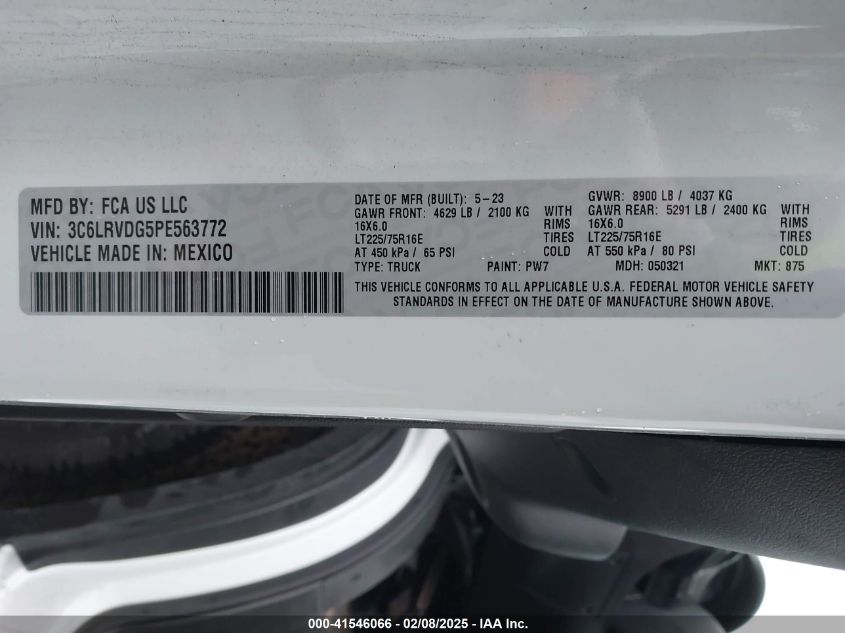 MFD BY: FCA US LLC
VIN: 3C6LRVDG5PE563772
VEHICLE MADE IN: MEXICO
DATE OF MFR (BUILT): 5-23 GVWR: 8900 LB / 4037 KG
GAWR FRONT: 4629 LB / 2100 KG WITH GAWR REAR: 5291 LB / 2400 KG WITH
16X6.0 RIMS 16X6.0 RIMS
LT225/75R16E TIRES LT225/75R16E TIRES
AT 450 kPa / 65 PSI COLD AT 550 kPa / 80 PSI COLD
TYPE: TRUCK PAINT: PW7 MDH: 050321 MKT: 875
THIS VEHICLE CONFORMS TO ALL APPLICABLE U.S.A. FEDERAL MOTOR VEHICLE SAFETY
STANDARDS IN EFFECT ON THE DATE OF MANUFACTURE SHOWN ABOVE.
000-41546066 - 02/08/2025 - IAA Inc.